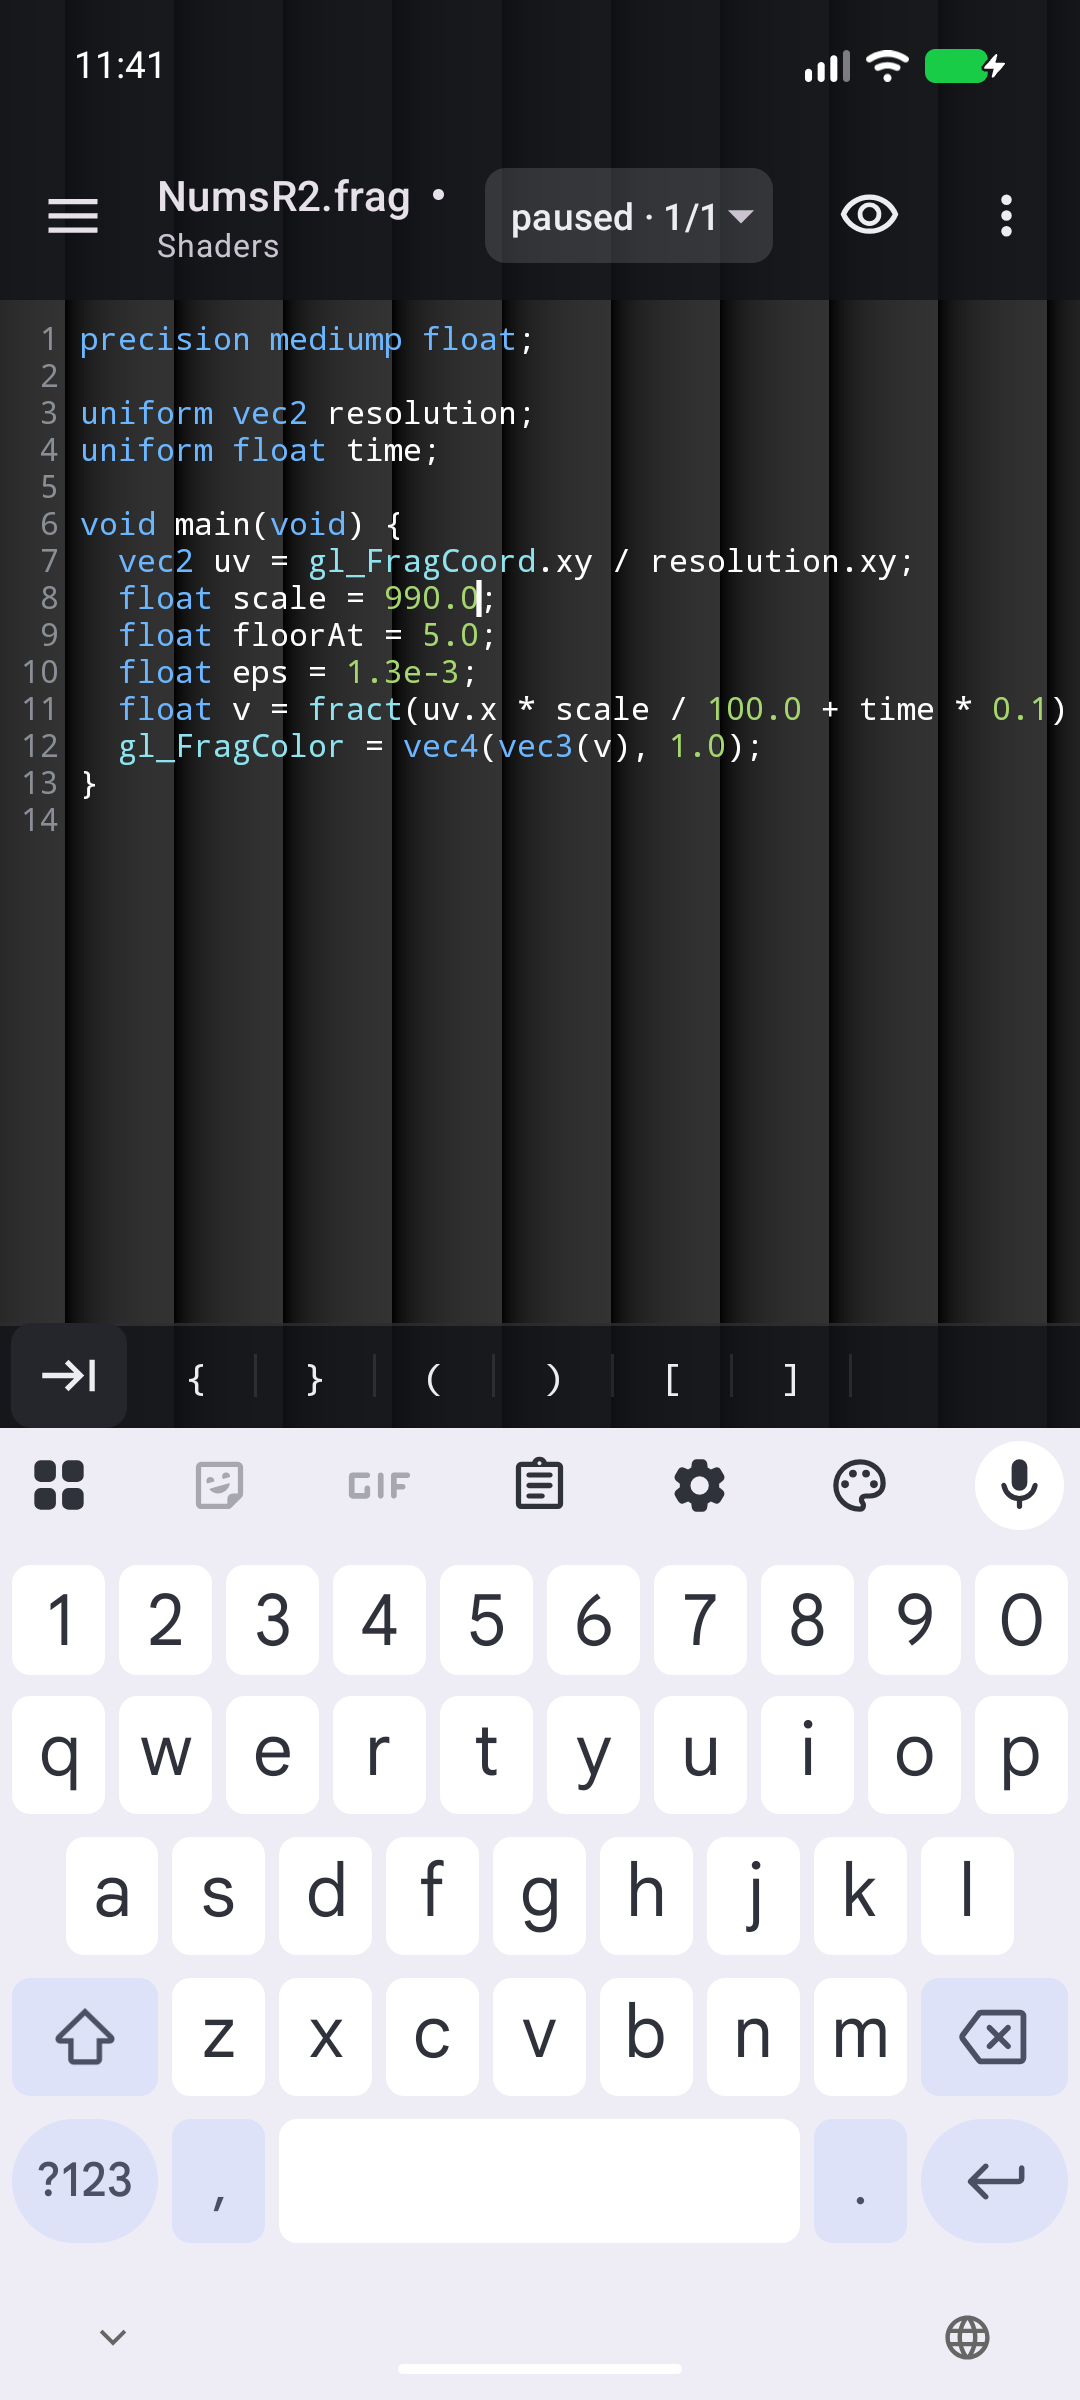 11:41
NumsR2.frag •
Shaders
paused · 1/1
1 precision mediump float;
2
3 uniform vec2 resolution;
4 uniform float time;
5
6 void main(void) {
7   vec2 uv = gl_FragCoord.xy / resolution.xy;
8   float scale = 990.0;
9   float floorAt = 5.0;
10   float eps = 1.3e-3;
11   float v = fract(uv.x * scale / 100.0 + time * 0.1)
12   gl_FragColor = vec4(vec3(v), 1.0);
13 }
14
{ } ( ) [ ]
GIF
1 2 3 4 5 6 7 8 9 0
q w e r t y u i o p
a s d f g h j k l
z x c v b n m
?123 , .